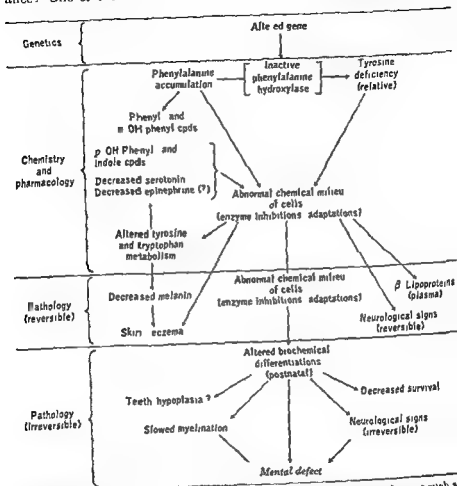 Genetics
Alte ed gene
Phenylalanine
accumulation
Inactive
phenylalanine
hydroxylase
Tyrosine
deficiency
(relative)
Phenyl and
m OH phenyl cpds
Chemistry
and
pharmacology
p OH Phenyl and
indole cpds
Decreased serotonin
Decreased epinephrine (?)
Abnormal chemical milieu
of cells
(enzyme inhibitions adaptations?)
Altered tyrosine
and tryptophan
metabolism
Pathology
(reversible)
Decreased melanin
Skin eczema
Abnormal chemical milieu
of cells
(enzyme inhibitions adaptations?)
β Lipoproteins
(plasma)
Neurological signs
(reversible)
Pathology
(irreversible)
Altered biochemical
differentiations
(postnatal)
Teeth hypoplasia ?
Decreased survival
Slowed myelination
Neurological signs
(irreversible)
Mental defect